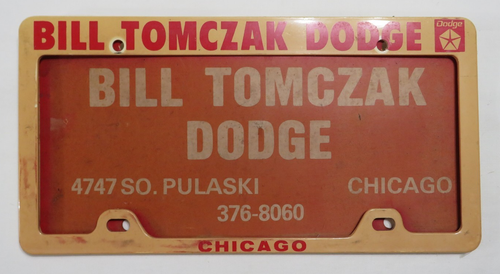 BILL TOMCZAK DODGE Dodge
BILL TOMCZAK
DODGE
4747 SO. PULASKI CHICAGO
376-8060
CHICAGO